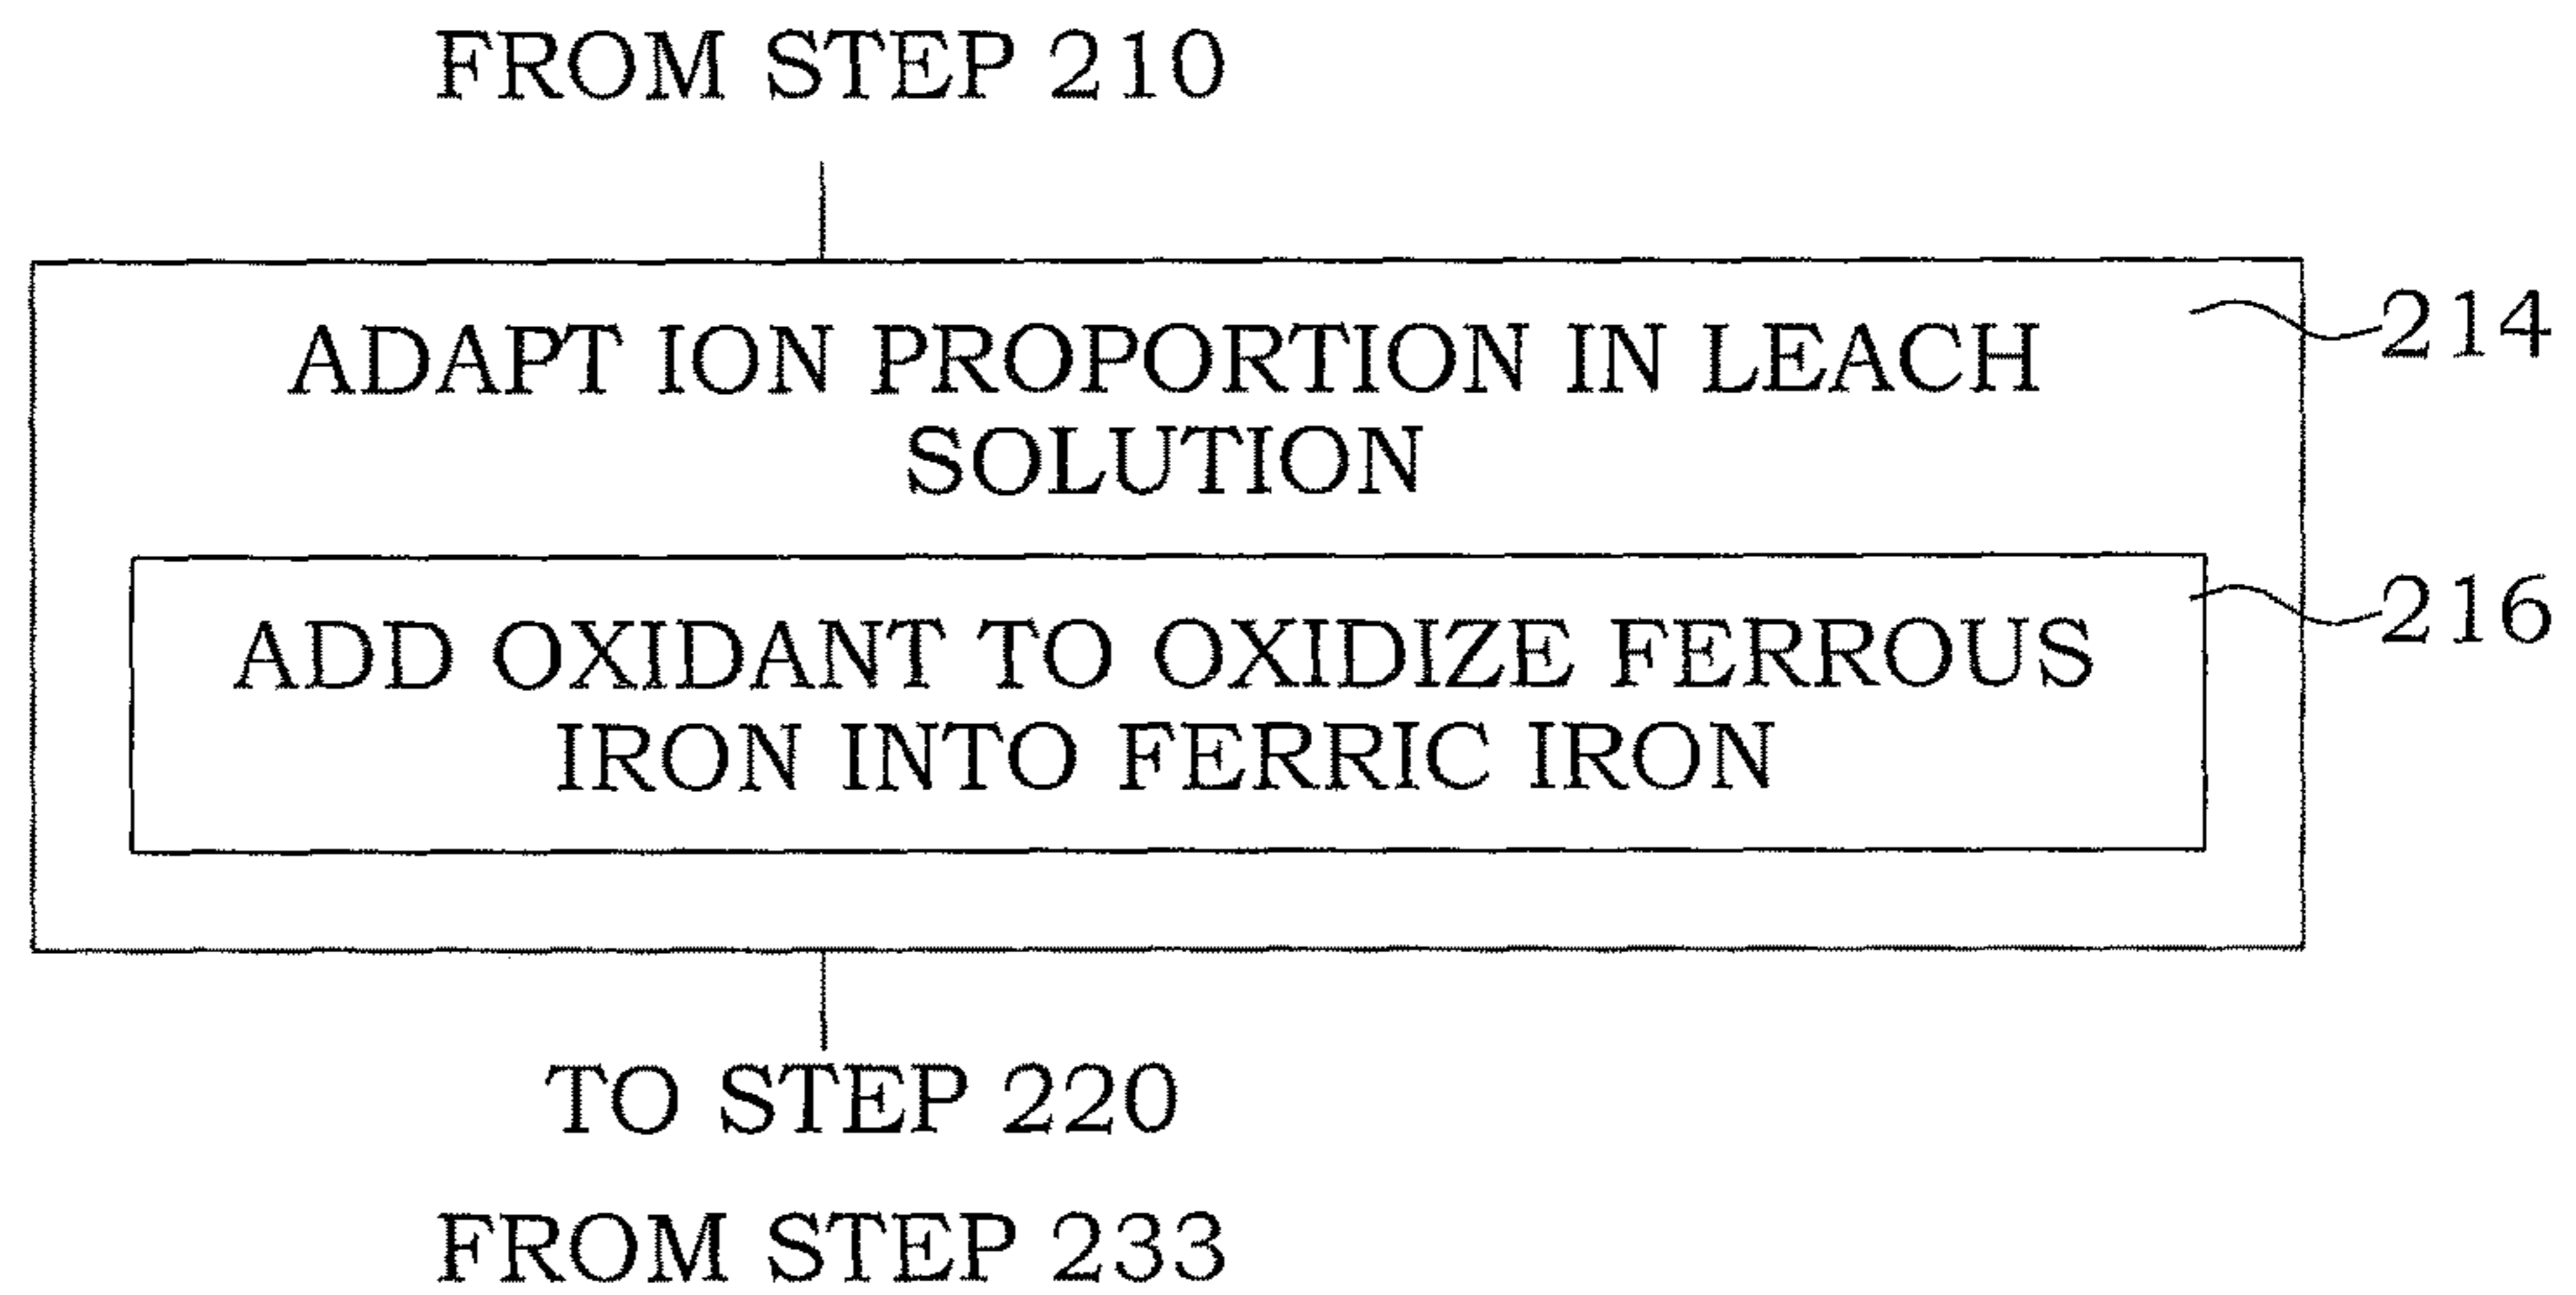 FROM STEP 210
ADAPT ION PROPORTION IN LEACH
SOLUTION
214
ADD OXIDANT TO OXIDIZE FERROUS
IRON INTO FERRIC IRON
216
TO STEP 220
FROM STEP 233